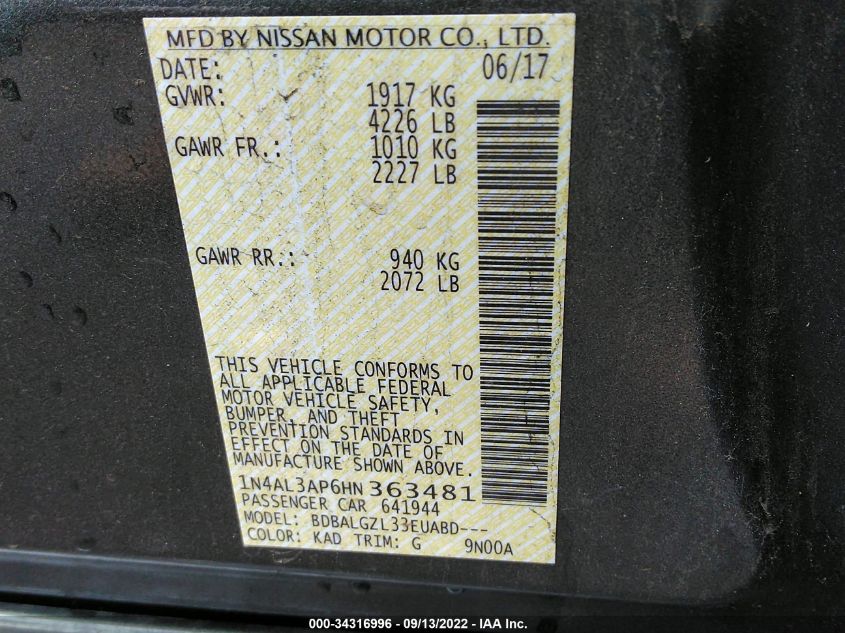 MFD BY NISSAN MOTOR CO., LTD.
DATE: 06/17
GVWR: 1917 KG
4226 LB
GAWR FR.: 1010 KG
2227 LB
GAWR RR.: 940 KG
2072 LB
THIS VEHICLE CONFORMS TO
ALL APPLICABLE FEDERAL
MOTOR VEHICLE SAFETY,
BUMPER, AND THEFT
PREVENTION STANDARDS IN
EFFECT ON THE DATE OF
MANUFACTURE SHOWN ABOVE.
1N4AL3AP6HN363481
PASSENGER CAR 641944
MODEL: BDBALGZL33EUABD---
COLOR: KAD TRIM: G 9N00A
000-34316996 - 09/13/2022 - IAA Inc.